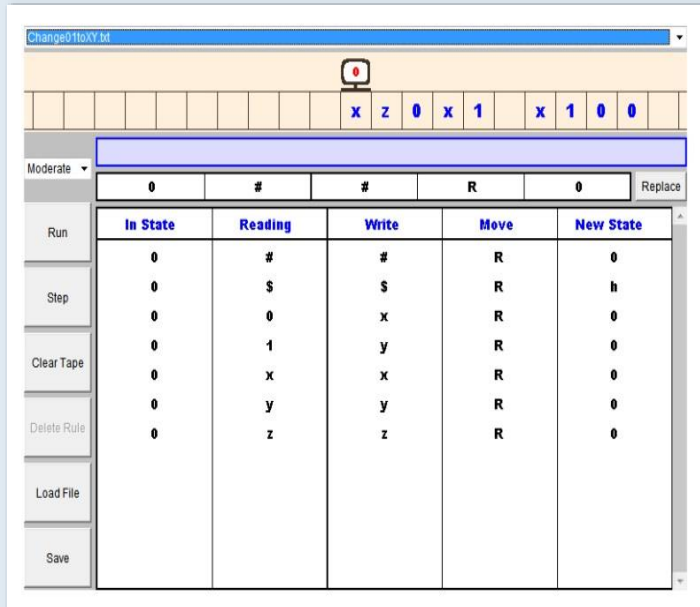 Change01toXY.txt
0
x z 0 x 1 x 1 0 0
Moderate
0 # # R 0 Replace
Run
Step
Clear Tape
Delete Rule
Load File
Save
In State Reading Write Move New State
0 # # R 0
0 $ $ R h
0 0 x R 0
0 1 y R 0
0 x x R 0
0 y y R 0
0 z z R 0